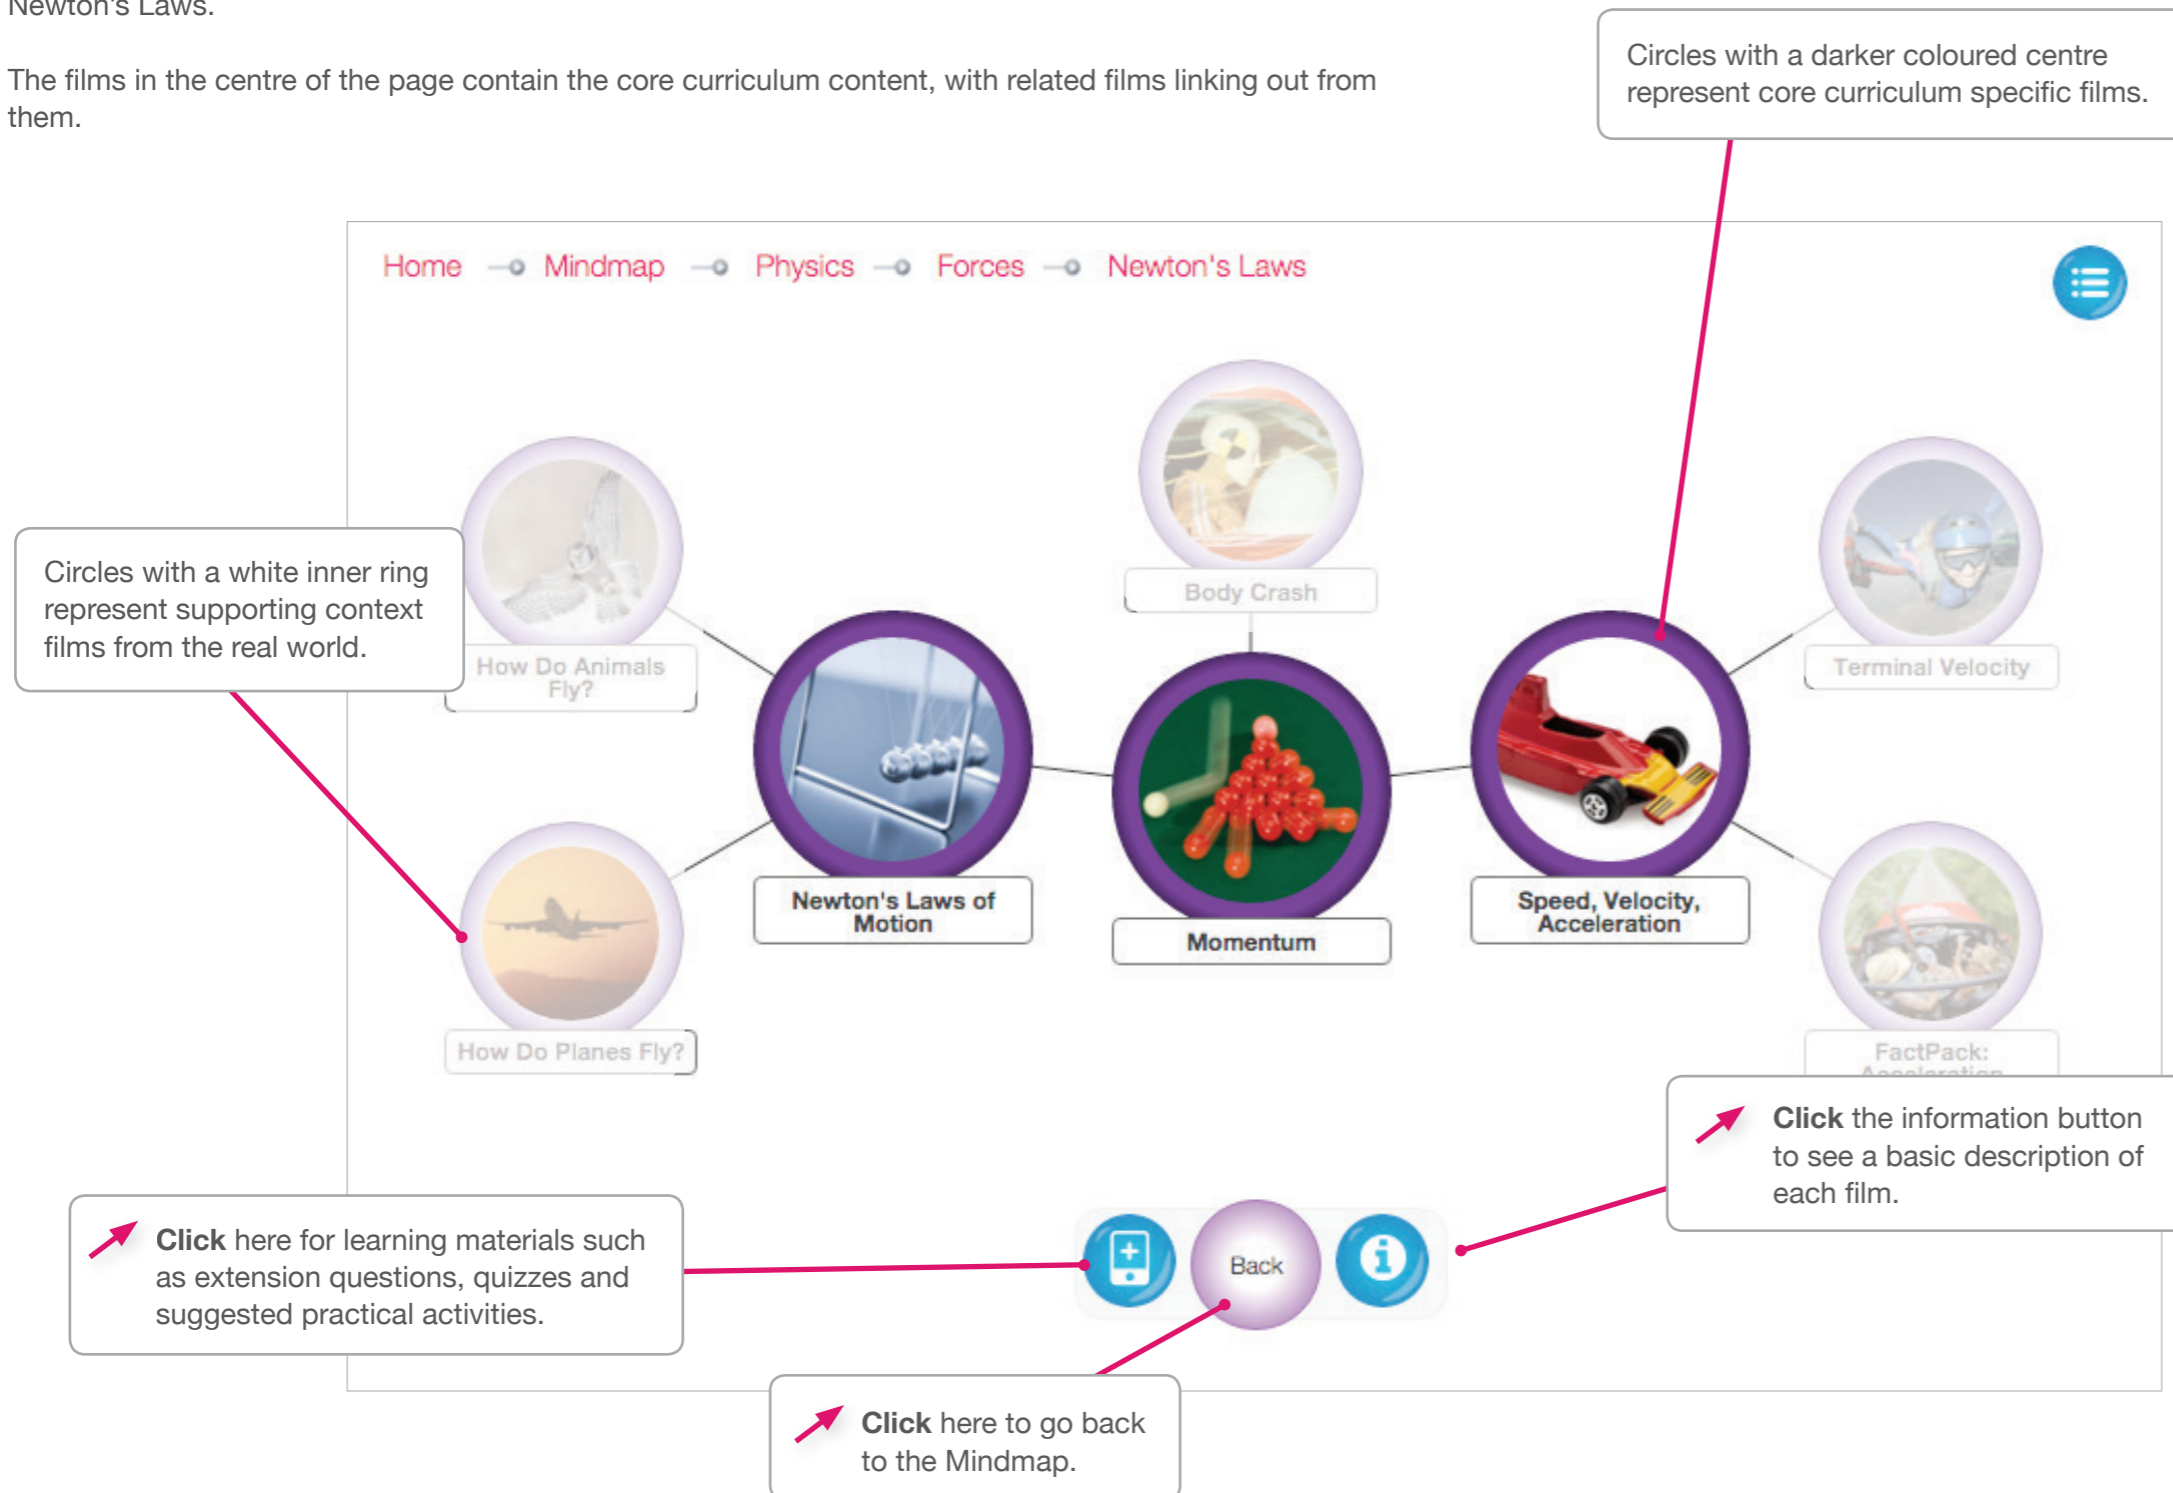 Newton's Laws.
The films in the centre of the page contain the core curriculum content, with related films linking out from
them.
Circles with a darker coloured centre
represent core curriculum specific films.
Home Mindmap Physics Forces Newton's Laws
Circles with a white inner ring
represent supporting context
films from the real world.
How Do Animals
Fly?
Body Crash
Terminal Velocity
Newton's Laws of
Motion
Momentum
Speed, Velocity,
Acceleration
How Do Planes Fly?
FactPack:
Acceleration
Click the information button
to see a basic description of
each film.
Click here for learning materials such
as extension questions, quizzes and
suggested practical activities.
Back
Click here to go back
to the Mindmap.